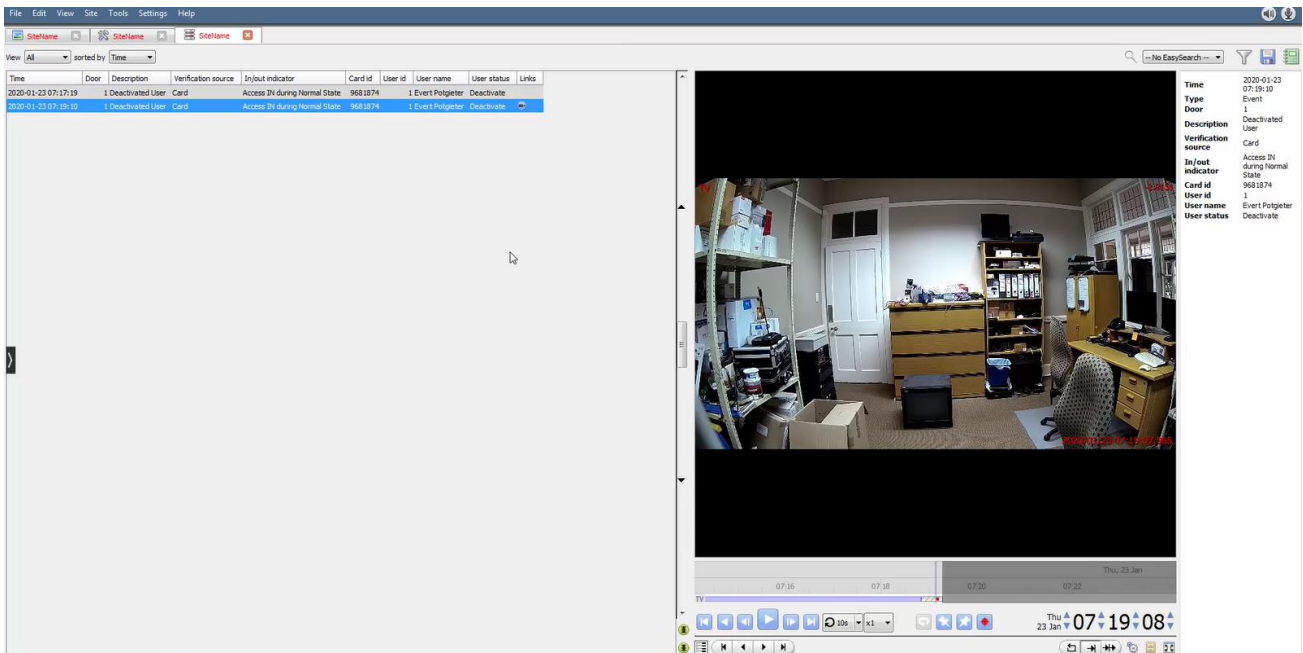 File Edit View Site Tools Settings Help
SiteName SiteName SiteName
View All sorted by Time
-- No EasySearch --
Time Door Description Verification source In/out indicator Card id User id User name User status Links
2020-01-23 07:17:19 1 Deactivated User Card Access IN during Normal State 9681874 1 Evert Potgieter Deactivate
2020-01-23 07:19:10 1 Deactivated User Card Access IN during Normal State 9681874 1 Evert Potgieter Deactivate
TV
Time 2020-01-23 07:19:10
Type Event
Door 1
Description Deactivated User
Verification source Card
In/out indicator Access IN during Normal State
Card id 9681874
User id 1
User name Evert Potgieter
User status Deactivate
Thu, 23 Jan
07:16 07:18 07:20 07:22
TV
10s x1
Thu 23 Jan 07 19 08